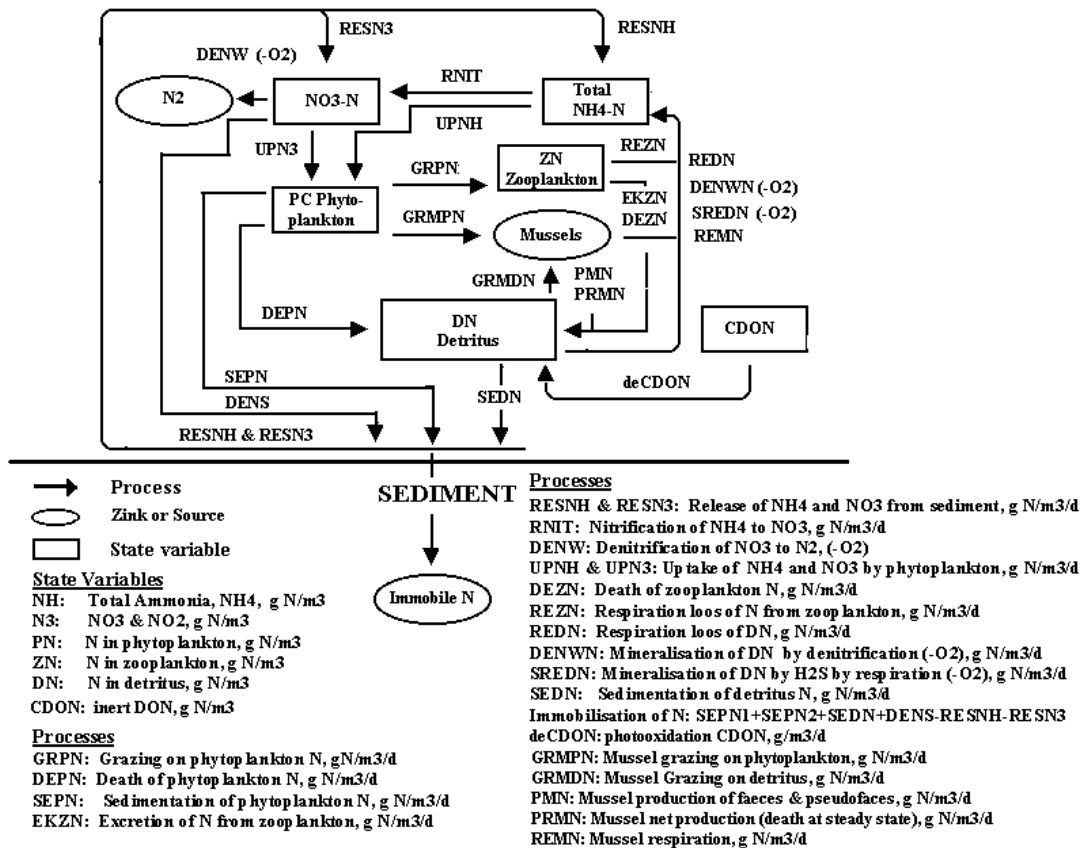 RESN3
RESNH
DENW (-O2)
RNIT
N2
NO3-N
Total
NH4-N
UPNH
UPN3
GRPN:
ZN
Zooplankton
REZN
REDN
EKZN
DENWN (-O2)
PC Phyto-
plankton
GRMPN
DEZN
SREDN (-O2)
Mussels
REMN
GRMDN
PMN
PRMN
DEPN
DN
Detritus
CDON
SEPN
SEDN
deCDON
DENS
RESNH & RESN3
Process
Zink or Source
State variable
SEDIMENT
Immobile N
State Variables
NH: Total Ammonia, NH4, g N/m3
N3: NO3 & NO2, g N/m3
PN: N in phytoplankton, g N/m3
ZN: N in zooplankton, g N/m3
DN: N in detritus, g N/m3
CDON: inert DON, g N/m3
Processes
GRPN: Grazing on phytoplankton N, gN/m3/d
DEPN: Death of phytoplankton N, g N/m3/d
SEPN: Sedimentation of phytoplankton N, g N/m3/d
EKZN: Excretion of N from zooplankton, g N/m3/d
Processes
RESNH & RESN3: Release of NH4 and NO3 from sediment, g N/m3/d
RNIT: Nitrification of NH4 to NO3, g N/m3/d
DENW: Denitrification of NO3 to N2, (-O2)
UPNH & UPN3: Uptake of NH4 and NO3 by phytoplankton, g N/m3/d
DEZN: Death of zooplankton N, g N/m3/d
REZN: Respiration loos of N from zooplankton, g N/m3/d
REDN: Respiration loos of DN, g N/m3/d
DENWN: Mineralisation of DN by denitrification (-O2), g N/m3/d
SREDN: Mineralisation of DN by H2S by respiration (-O2), g N/m3/d
SEDN: Sedimentation of detritus N, g N/m3/d
Immobilisation of N: SEPN1+SEPN2+SEDN+DENS-RESNH-RESN3
deCDON: photooxidation CDON, g/m3/d
GRMPN: Mussel grazing on phytoplankton, g N/m3/d
GRMDN: Mussel Grazing on detritus, g N/m3/d
PMN: Mussel production of faeces & pseudofaces, g N/m3/d
PRMN: Mussel net production (death at steady state), g N/m3/d
REMN: Mussel respiration, g N/m3/d